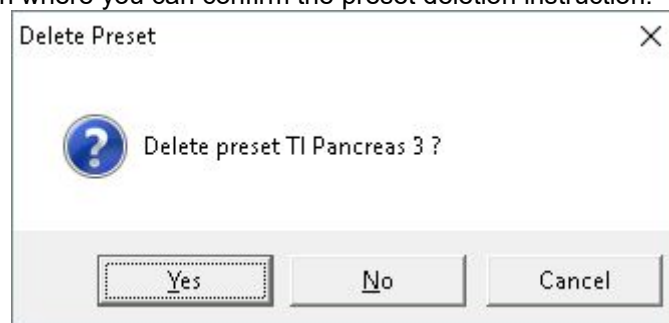 where you can confirm the preset deletion instruction.
Delete Preset
Delete preset TI Pancreas 3 ?
Yes
No
Cancel